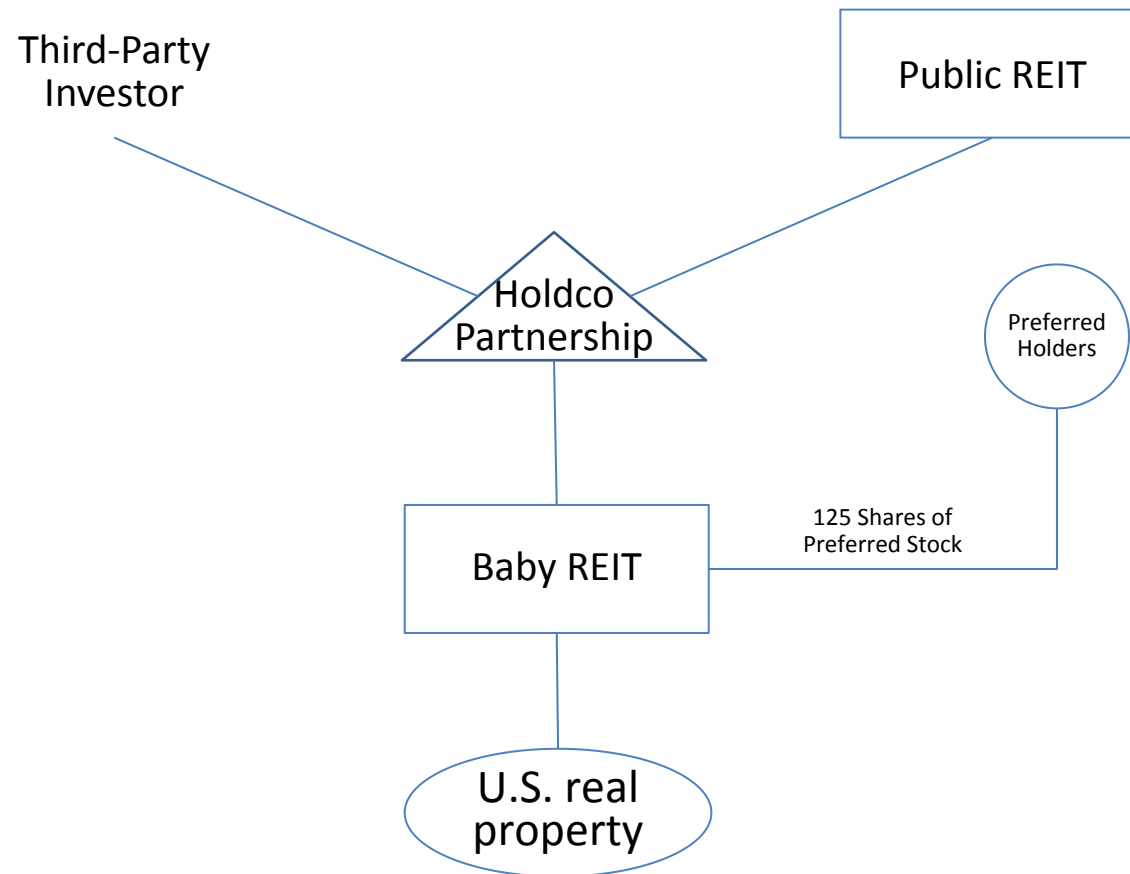 Third-Party
Investor
Public REIT
Holdco
Partnership
Preferred
Holders
125 Shares of
Preferred Stock
Baby REIT
U.S. real
property